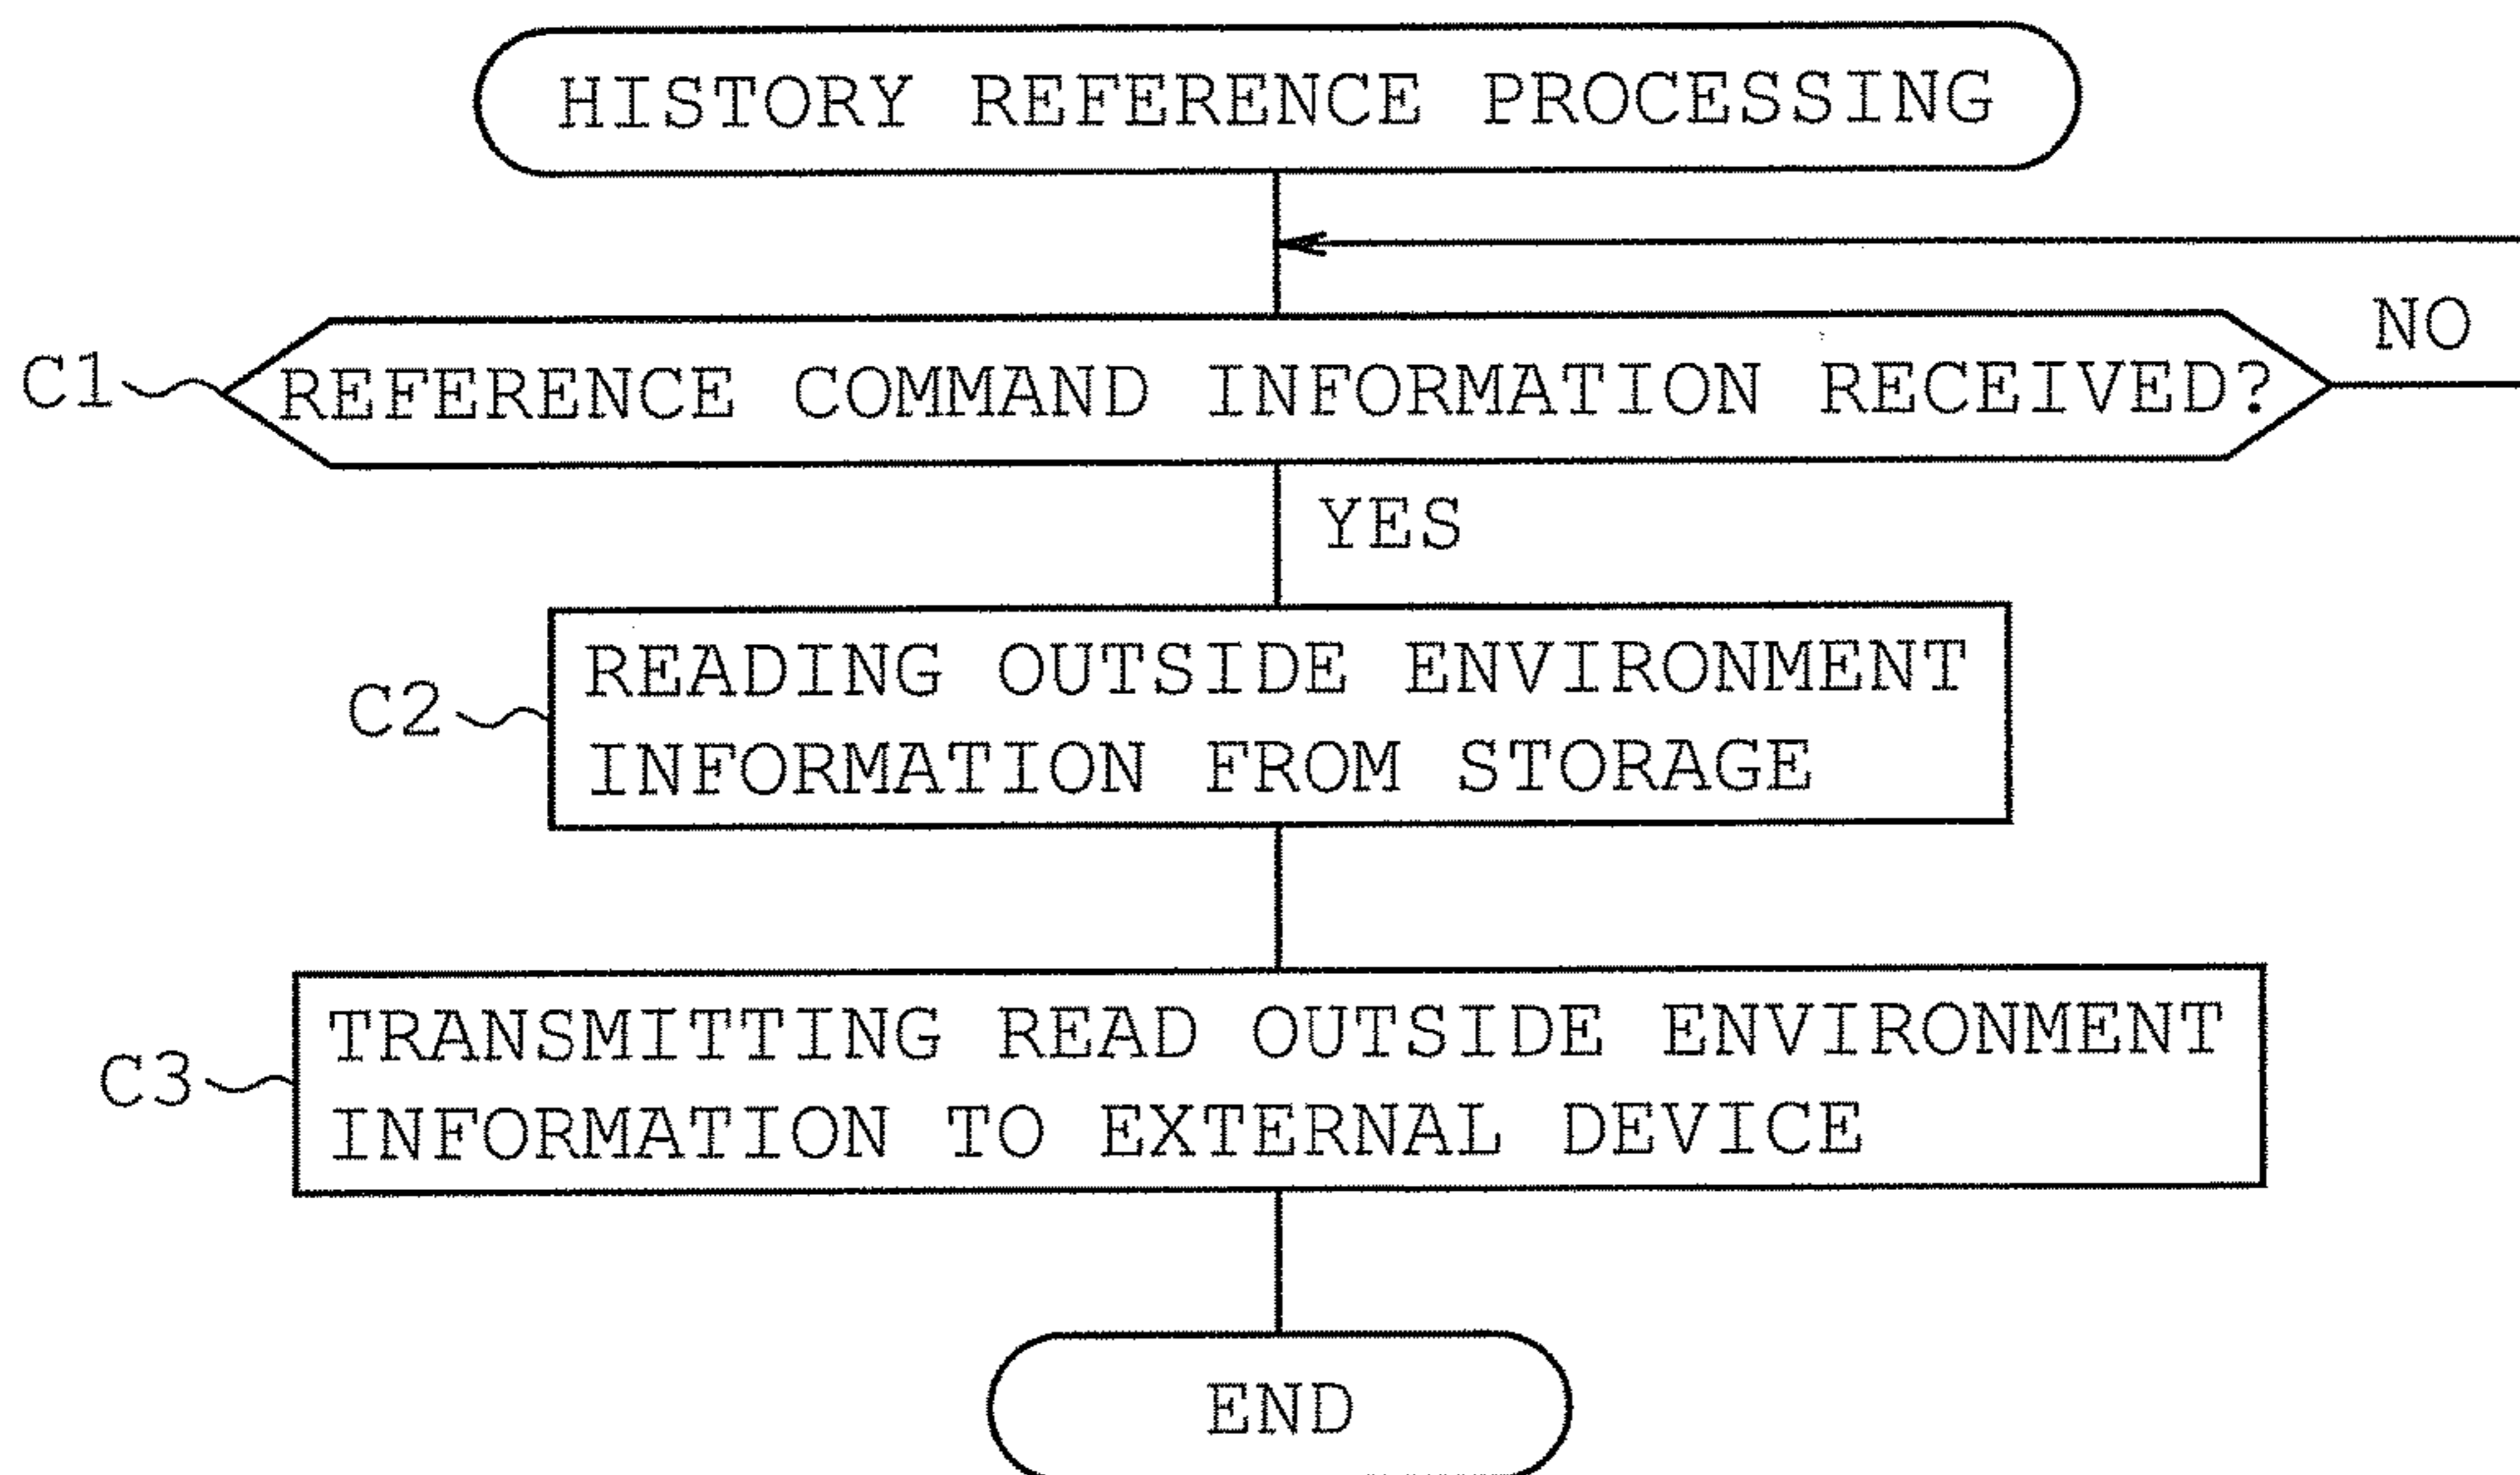 HISTORY REFERENCE PROCESSING
NO
C1
REFERENCE COMMAND INFORMATION RECEIVED?
YES
C2
READING OUTSIDE ENVIRONMENT
INFORMATION FROM STORAGE
C3
TRANSMITTING READ OUTSIDE ENVIRONMENT
INFORMATION TO EXTERNAL DEVICE
END